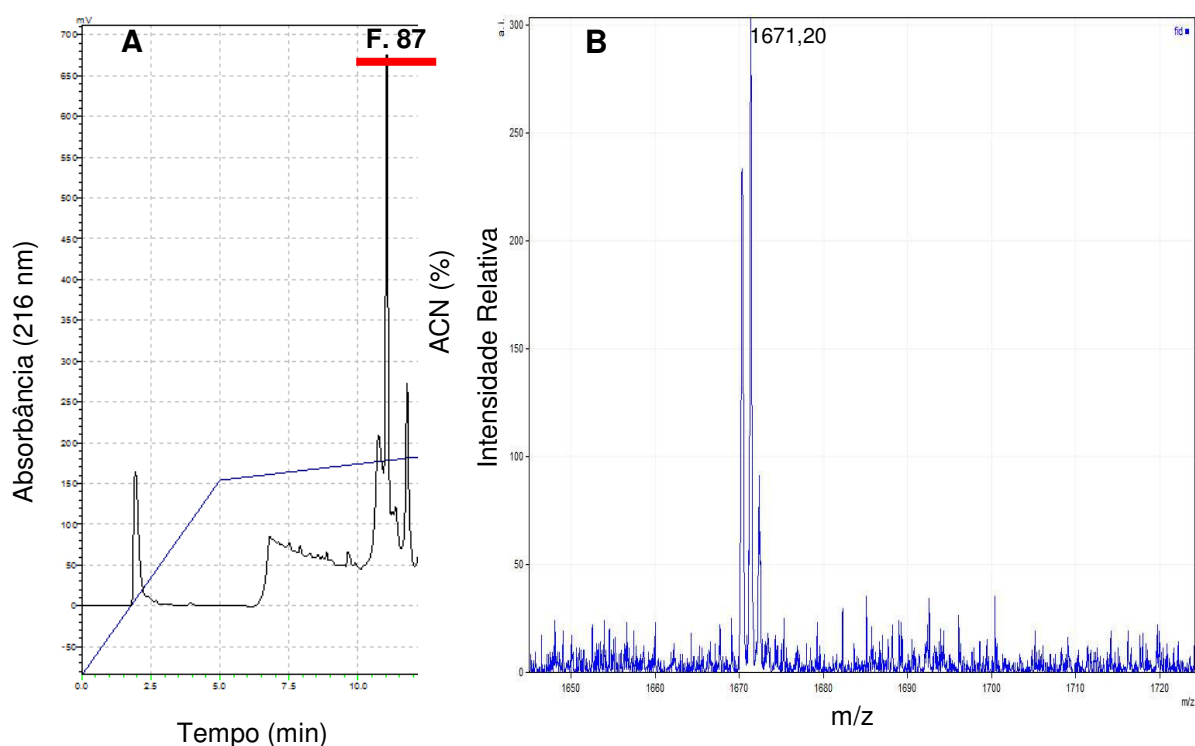 mV
A
F. 87
700
650
600
550
500
450
400
350
300
250
200
150
100
50
0
-50
0.0 2.5 5.0 7.5 10.0
Absorbância (216 nm)
ACN (%)
Tempo (min)
B
1671,20
fid
a.i.
300
250
200
150
100
50
0
1650 1660 1670 1680 1690 1700 1710 1720
m/z
Intensidade Relativa
m/z